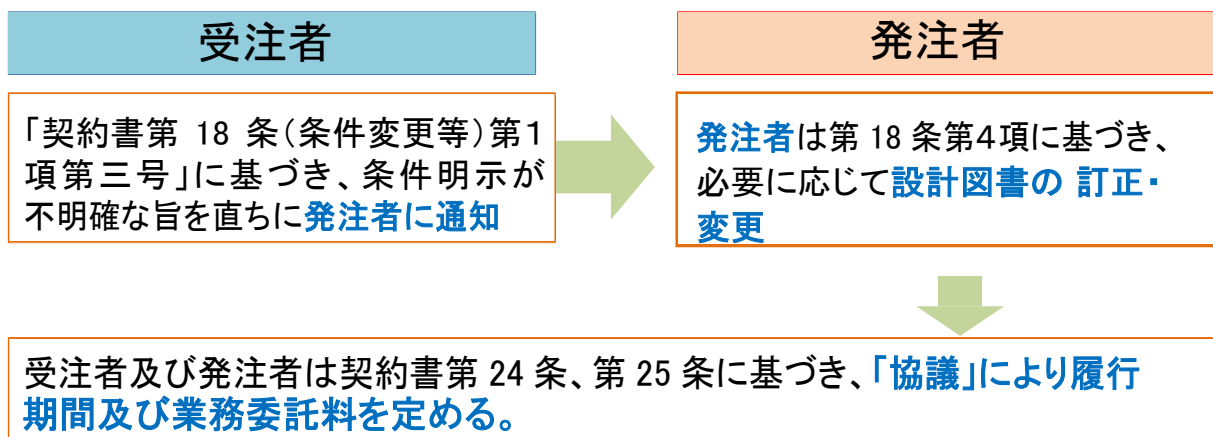 受注者
発注者
「契約書第 18 条(条件変更等)第1
項第三号」に基づき、条件明示が
不明確な旨を直ちに発注者に通知
発注者は第 18 条第4項に基づき、
必要に応じて設計図書の 訂正・
変更
受注者及び発注者は契約書第 24 条、第 25 条に基づき、「協議」により履行
期間及び業務委託料を定める。